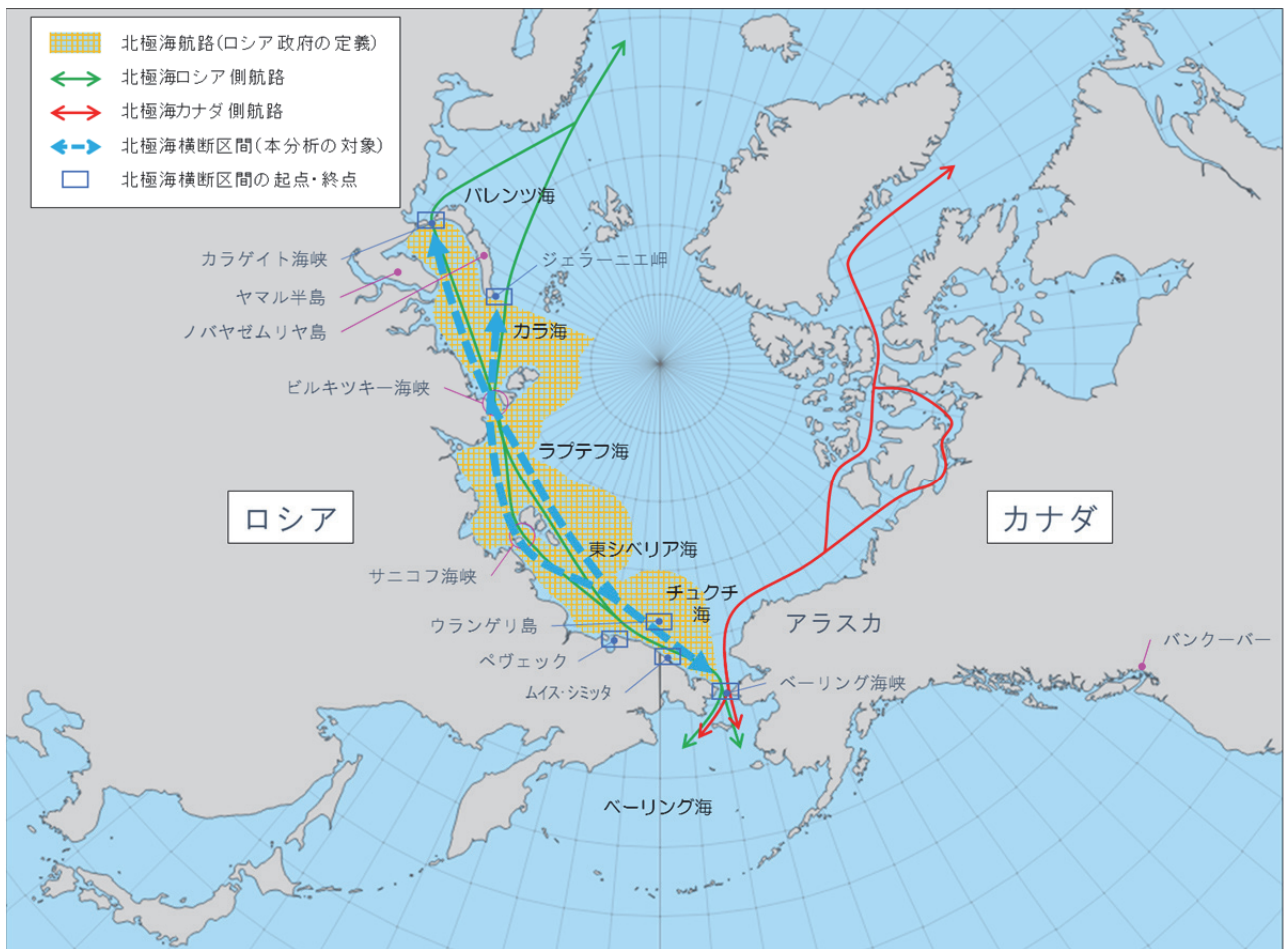 北極海航路(ロシア政府の定義)
北極海ロシア側航路
北極海カナダ側航路
北極海横断区間(本分析の対象)
北極海横断区間の起点・終点
バレンツ海
カラゲイト海峡
ジェラーニエ岬
ヤマル半島
ノバヤゼムリヤ島
カラ海
ビルキツキー海峡
ラプテフ海
ロシア
カナダ
東シベリア海
サニコフ海峡
チュクチ
海
ウランゲリ島
アラスカ
ペヴェック
バンクーバー
ムイス・シミッタ
ベーリング海峡
ベーリング海